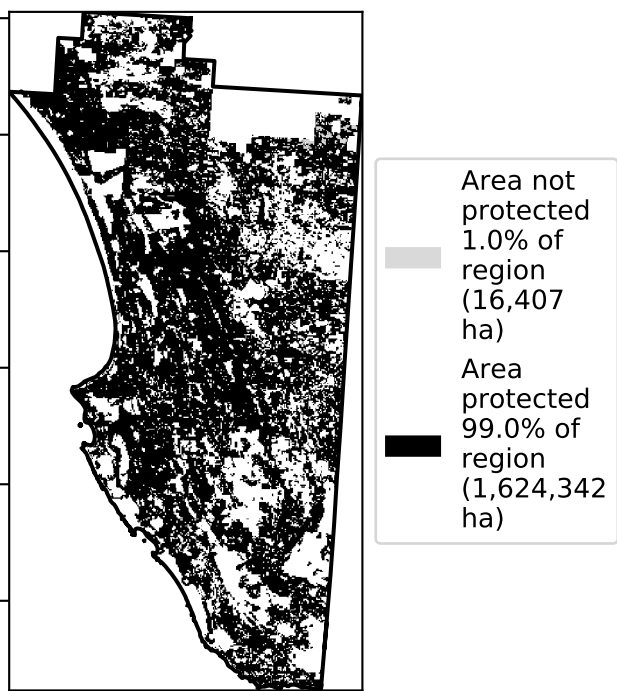 Area not
protected
1.0% of
region
(16,407
ha)
Area
protected
99.0% of
region
(1,624,342
ha)